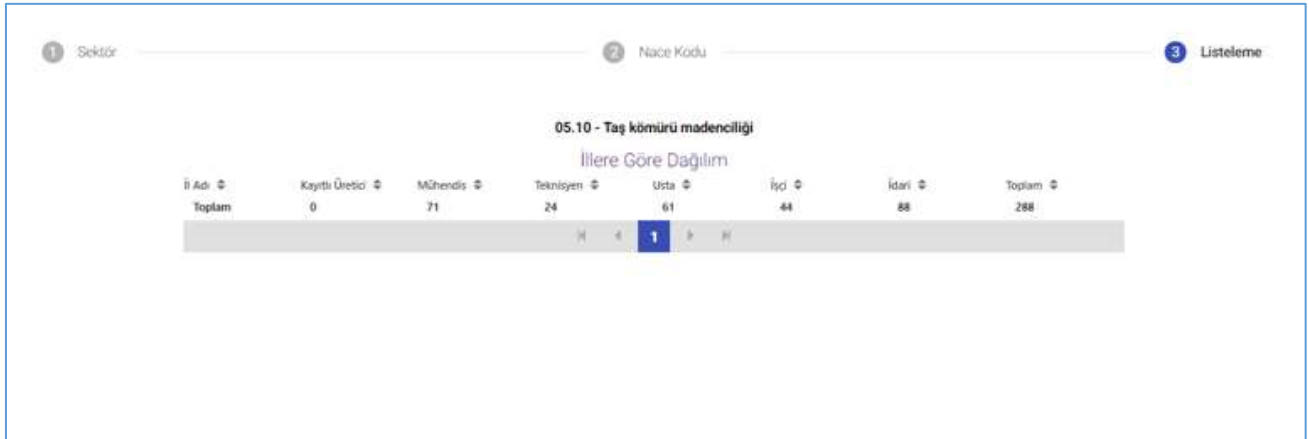 1 Sektör 2 Nace Kodu 3 Listeleme
05.10 - Taş kömürü madenciliği
İllere Göre Dağılım
İl Adı Kayıtlı Üretici Mühendis Teknisyen Usta İşçi İdari Toplam
Toplam 0 71 24 61 44 88 288
1